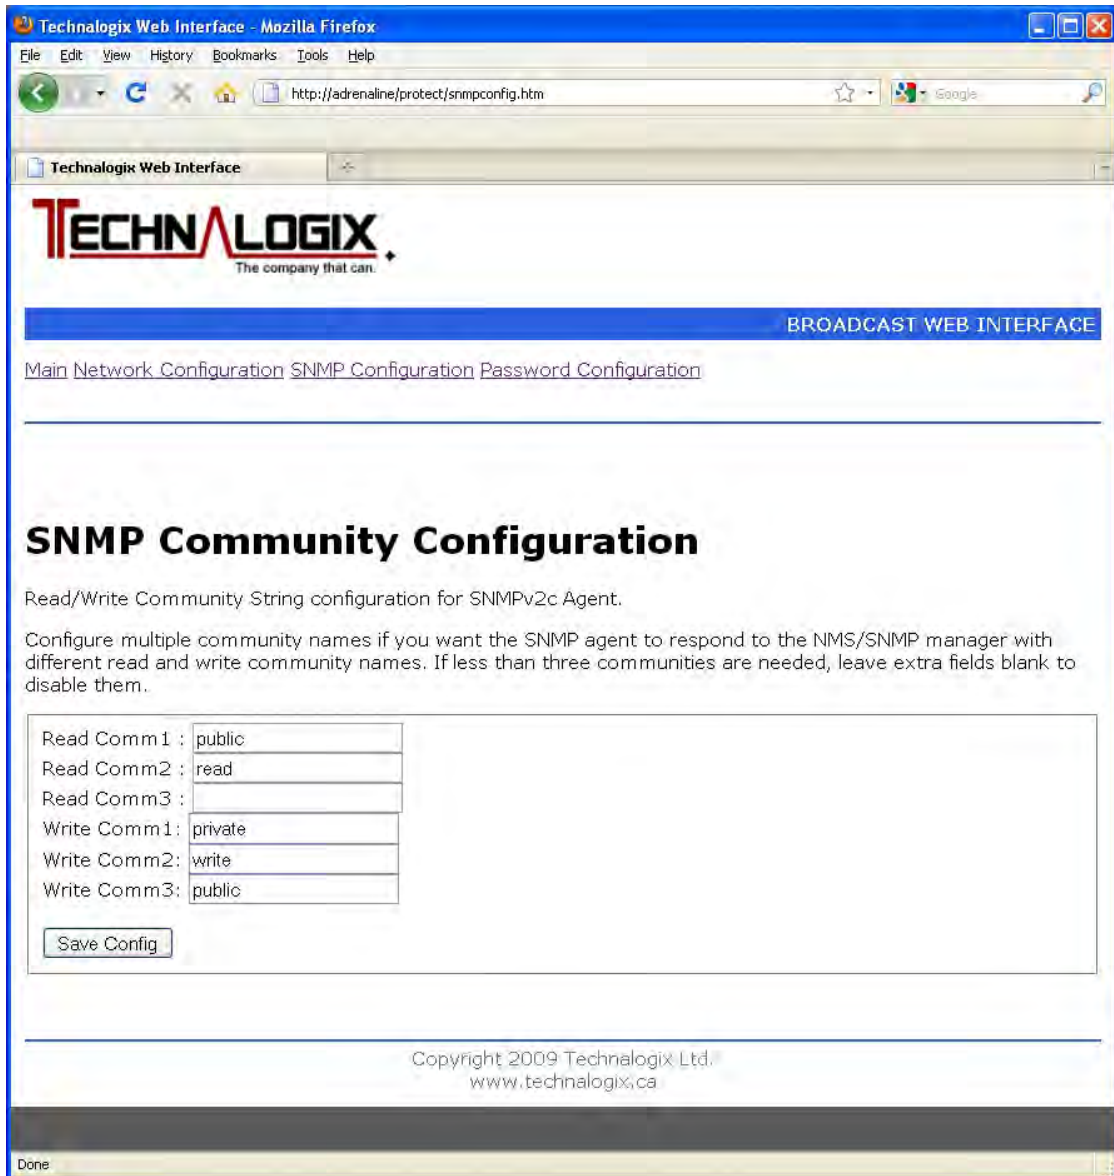 Technalogix Web Interface - Mozilla Firefox
File Edit View History Bookmarks Tools Help
http://adrenaline/protect/snmpconfig.htm
Google
Technalogix Web Interface
TECHNALOGIX
The company that can.
BROADCAST WEB INTERFACE
Main Network Configuration SNMP Configuration Password Configuration
SNMP Community Configuration
Read/Write Community String configuration for SNMPv2c Agent.
Configure multiple community names if you want the SNMP agent to respond to the NMS/SNMP manager with
different read and write community names. If less than three communities are needed, leave extra fields blank to
disable them.
Read Comm1 : public
Read Comm2 : read
Read Comm3 :
Write Comm1: private
Write Comm2: write
Write Comm3: public
Save Config
Copyright 2009 Technalogix Ltd.
www.technalogix.ca
Done